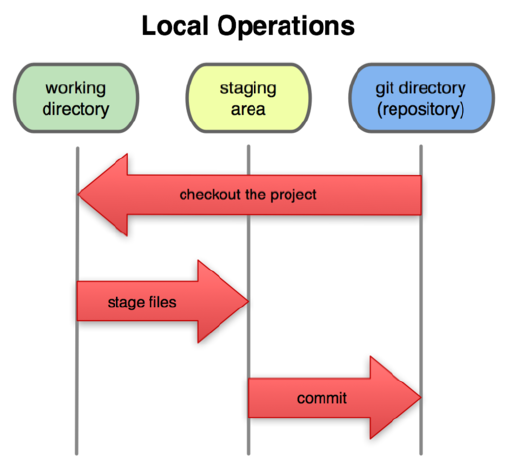 Local Operations
working
directory
staging
area
git directory
(repository)
checkout the project
stage files
commit